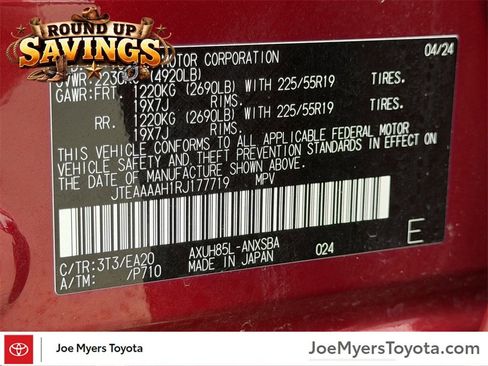 ROUND UP
SAVINGS
MOTOR CORPORATION 04/24
(4920LB)
GAWR:FRT. 1220KG (2690LB) WITH 225/55R19 TIRES.
19X7J RIMS.
RR. 1220KG (2690LB) WITH 225/55R19 TIRES.
19X7J RIMS.
THIS VEHICLE CONFORMS TO ALL APPLICABLE FEDERAL MOTOR
VEHICLE SAFETY AND THEFT PREVENTION STANDARDS IN EFFECT ON
THE DATE OF MANUFACTURE SHOWN ABOVE.
JTEAAAAH1RJ177719 MPV
C/TR:3T3/EA20 AXUH85L-ANXSBA 024 E
A/TM: /P710 MADE IN JAPAN
TOYOTA Joe Myers Toyota JoeMyersToyota.com